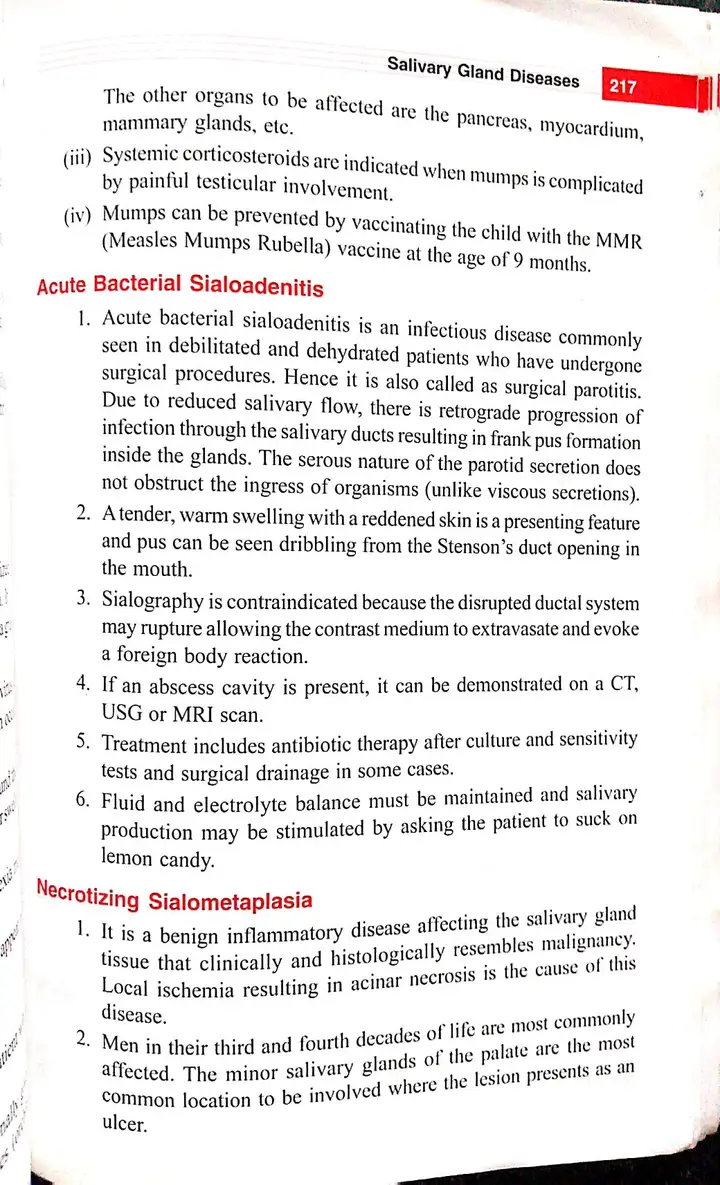 Salivary Gland Diseases 217
The other organs to be affected are the pancreas, myocardium,
mammary glands, etc.
(iii) Systemic corticosteroids are indicated when mumps is complicated
by painful testicular involvement.
(iv) Mumps can be prevented by vaccinating the child with the MMR
(Measles Mumps Rubella) vaccine at the age of 9 months.
Acute Bacterial Sialoadenitis
1. Acute bacterial sialoadenitis is an infectious disease commonly
seen in debilitated and dehydrated patients who have undergone
surgical procedures. Hence it is also called as surgical parotitis.
Due to reduced salivary flow, there is retrograde progression of
infection through the salivary ducts resulting in frank pus formation
inside the glands. The serous nature of the parotid secretion does
not obstruct the ingress of organisms (unlike viscous secretions).
2. A tender, warm swelling with a reddened skin is a presenting feature
and pus can be seen dribbling from the Stenson's duct opening in
the mouth.
3. Sialography is contraindicated because the disrupted ductal system
may rupture allowing the contrast medium to extravasate and evoke
a foreign body reaction.
4. If an abscess cavity is present, it can be demonstrated on a CT,
USG or MRI scan.
5. Treatment includes antibiotic therapy after culture and sensitivity
tests and surgical drainage in some cases.
6. Fluid and electrolyte balance must be maintained and salivary
production may be stimulated by asking the patient to suck on
lemon candy.
Necrotizing Sialometaplasia
1. It is a benign inflammatory disease affecting the salivary gland
tissue that clinically and histologically resembles malignancy.
Local ischemia resulting in acinar necrosis is the cause of this
disease.
2. Men in their third and fourth decades of life are most commonly
affected. The minor salivary glands of the palate are the most
common location to be involved where the lesion presents as an
ulcer.